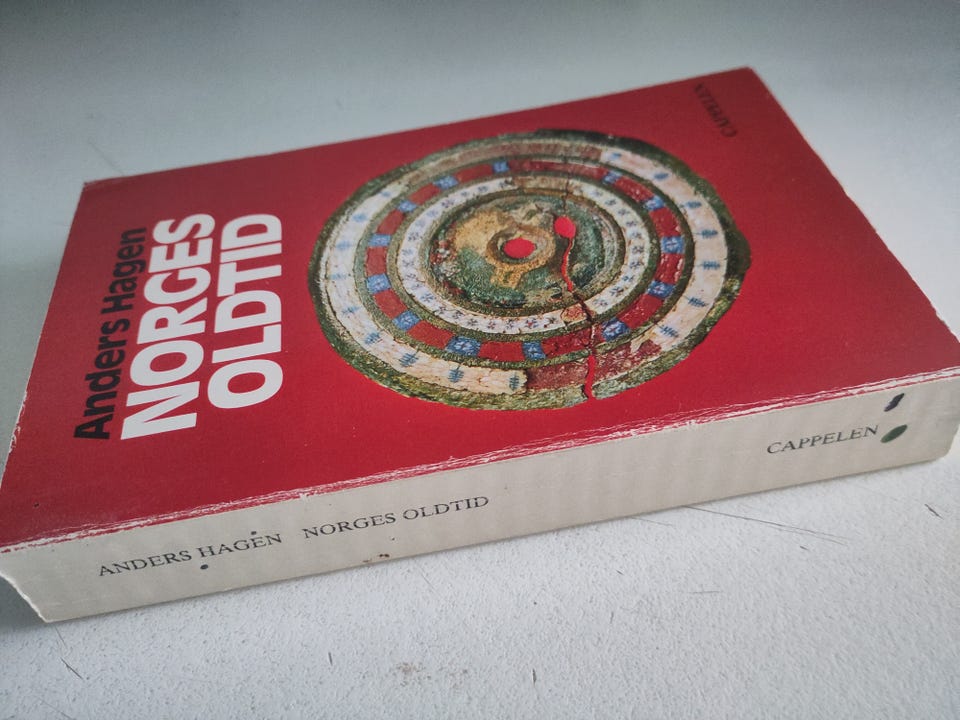 Anders Hagen
NORGES
OLDTID
CAPPELEN
ANDERS HAGEN NORGES OLDTID
CAPPELEN